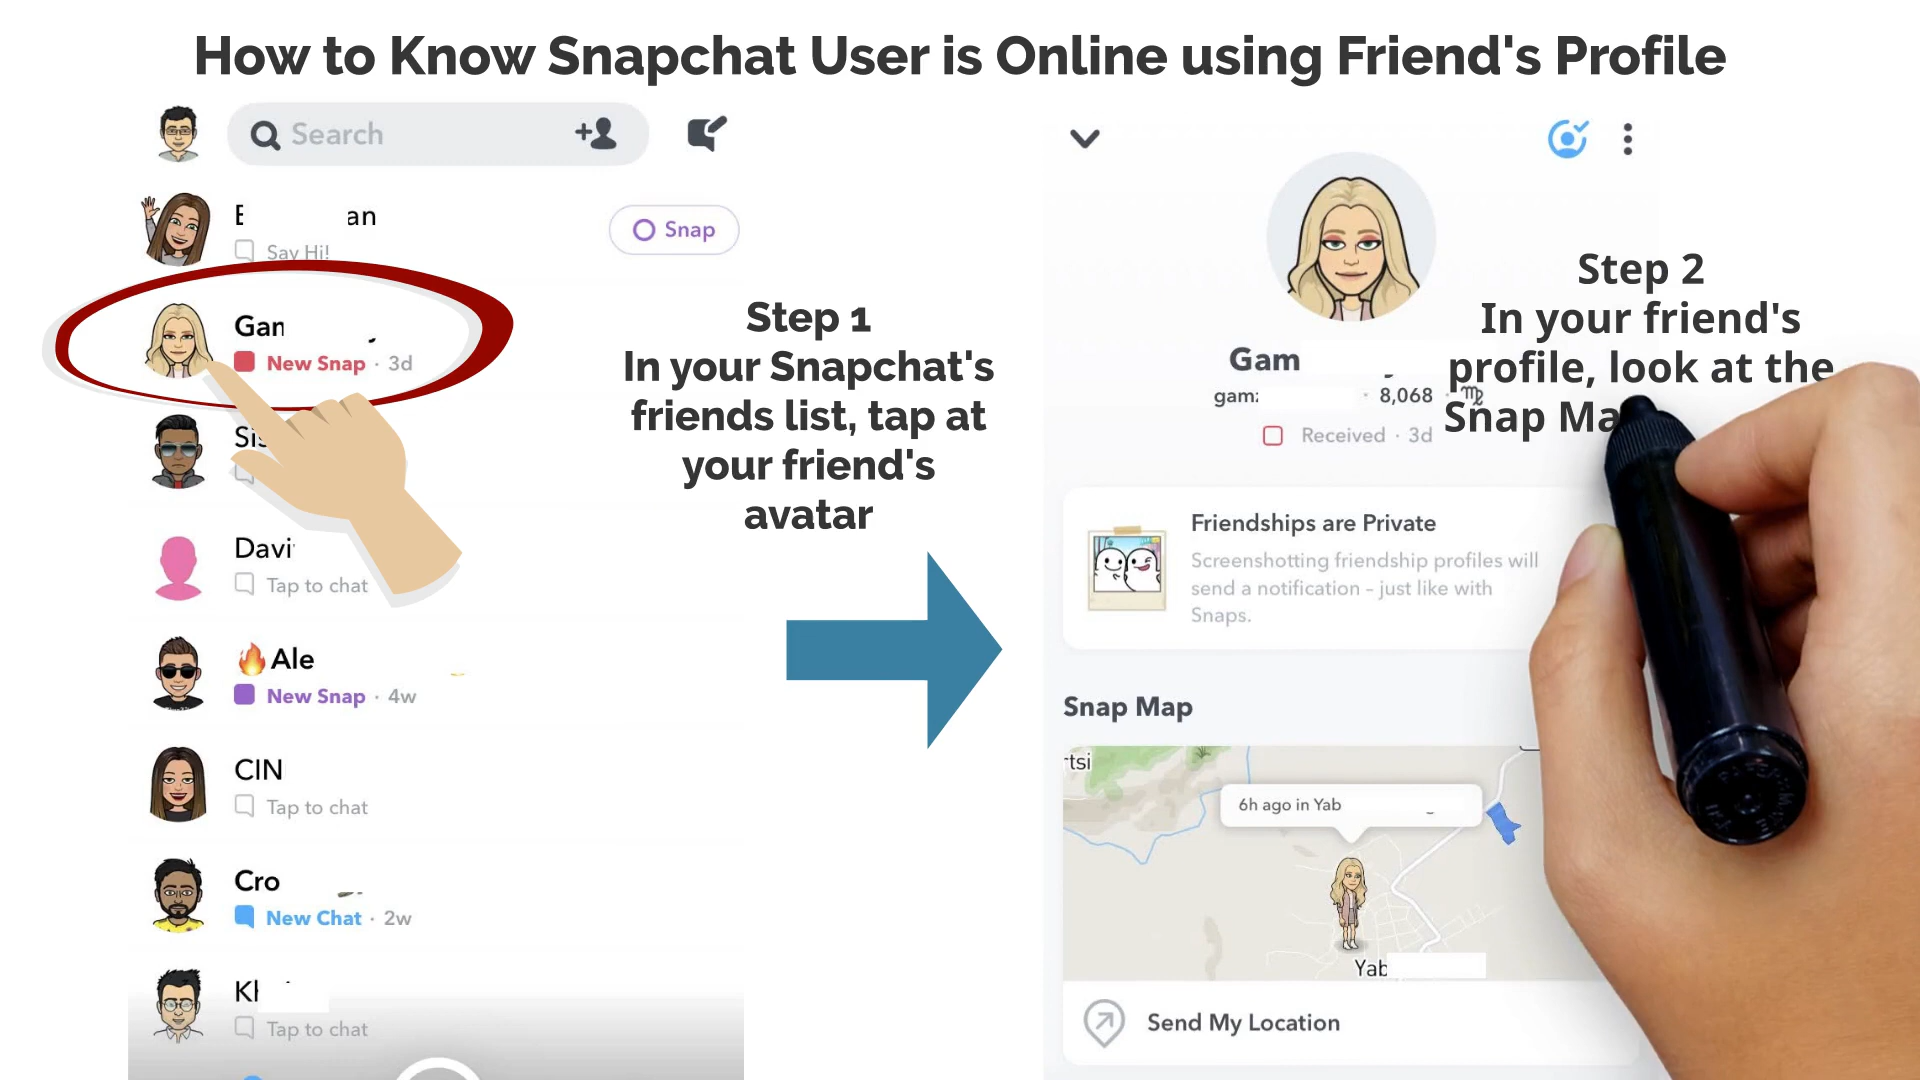 How to Know Snapchat User is Online using Friend's Profile
Search
E an
Say Hi!
Snap
Gan
New Snap · 3d
Davi
Tap to chat
🔥Ale
New Snap · 4w
CIN
Tap to chat
Cro
New Chat · 2w
Kh
Tap to chat
Step 1
In your Snapchat's
friends list, tap at
your friend's
avatar
Gam
gam: · 8,068 · ♍
Received · 3d
Step 2
In your friend's
profile, look at the
Snap Ma
Friendships are Private
Screenshotting friendship profiles will
send a notification – just like with
Snaps.
Snap Map
rtsi
6h ago in Yab
Yab
Send My Location